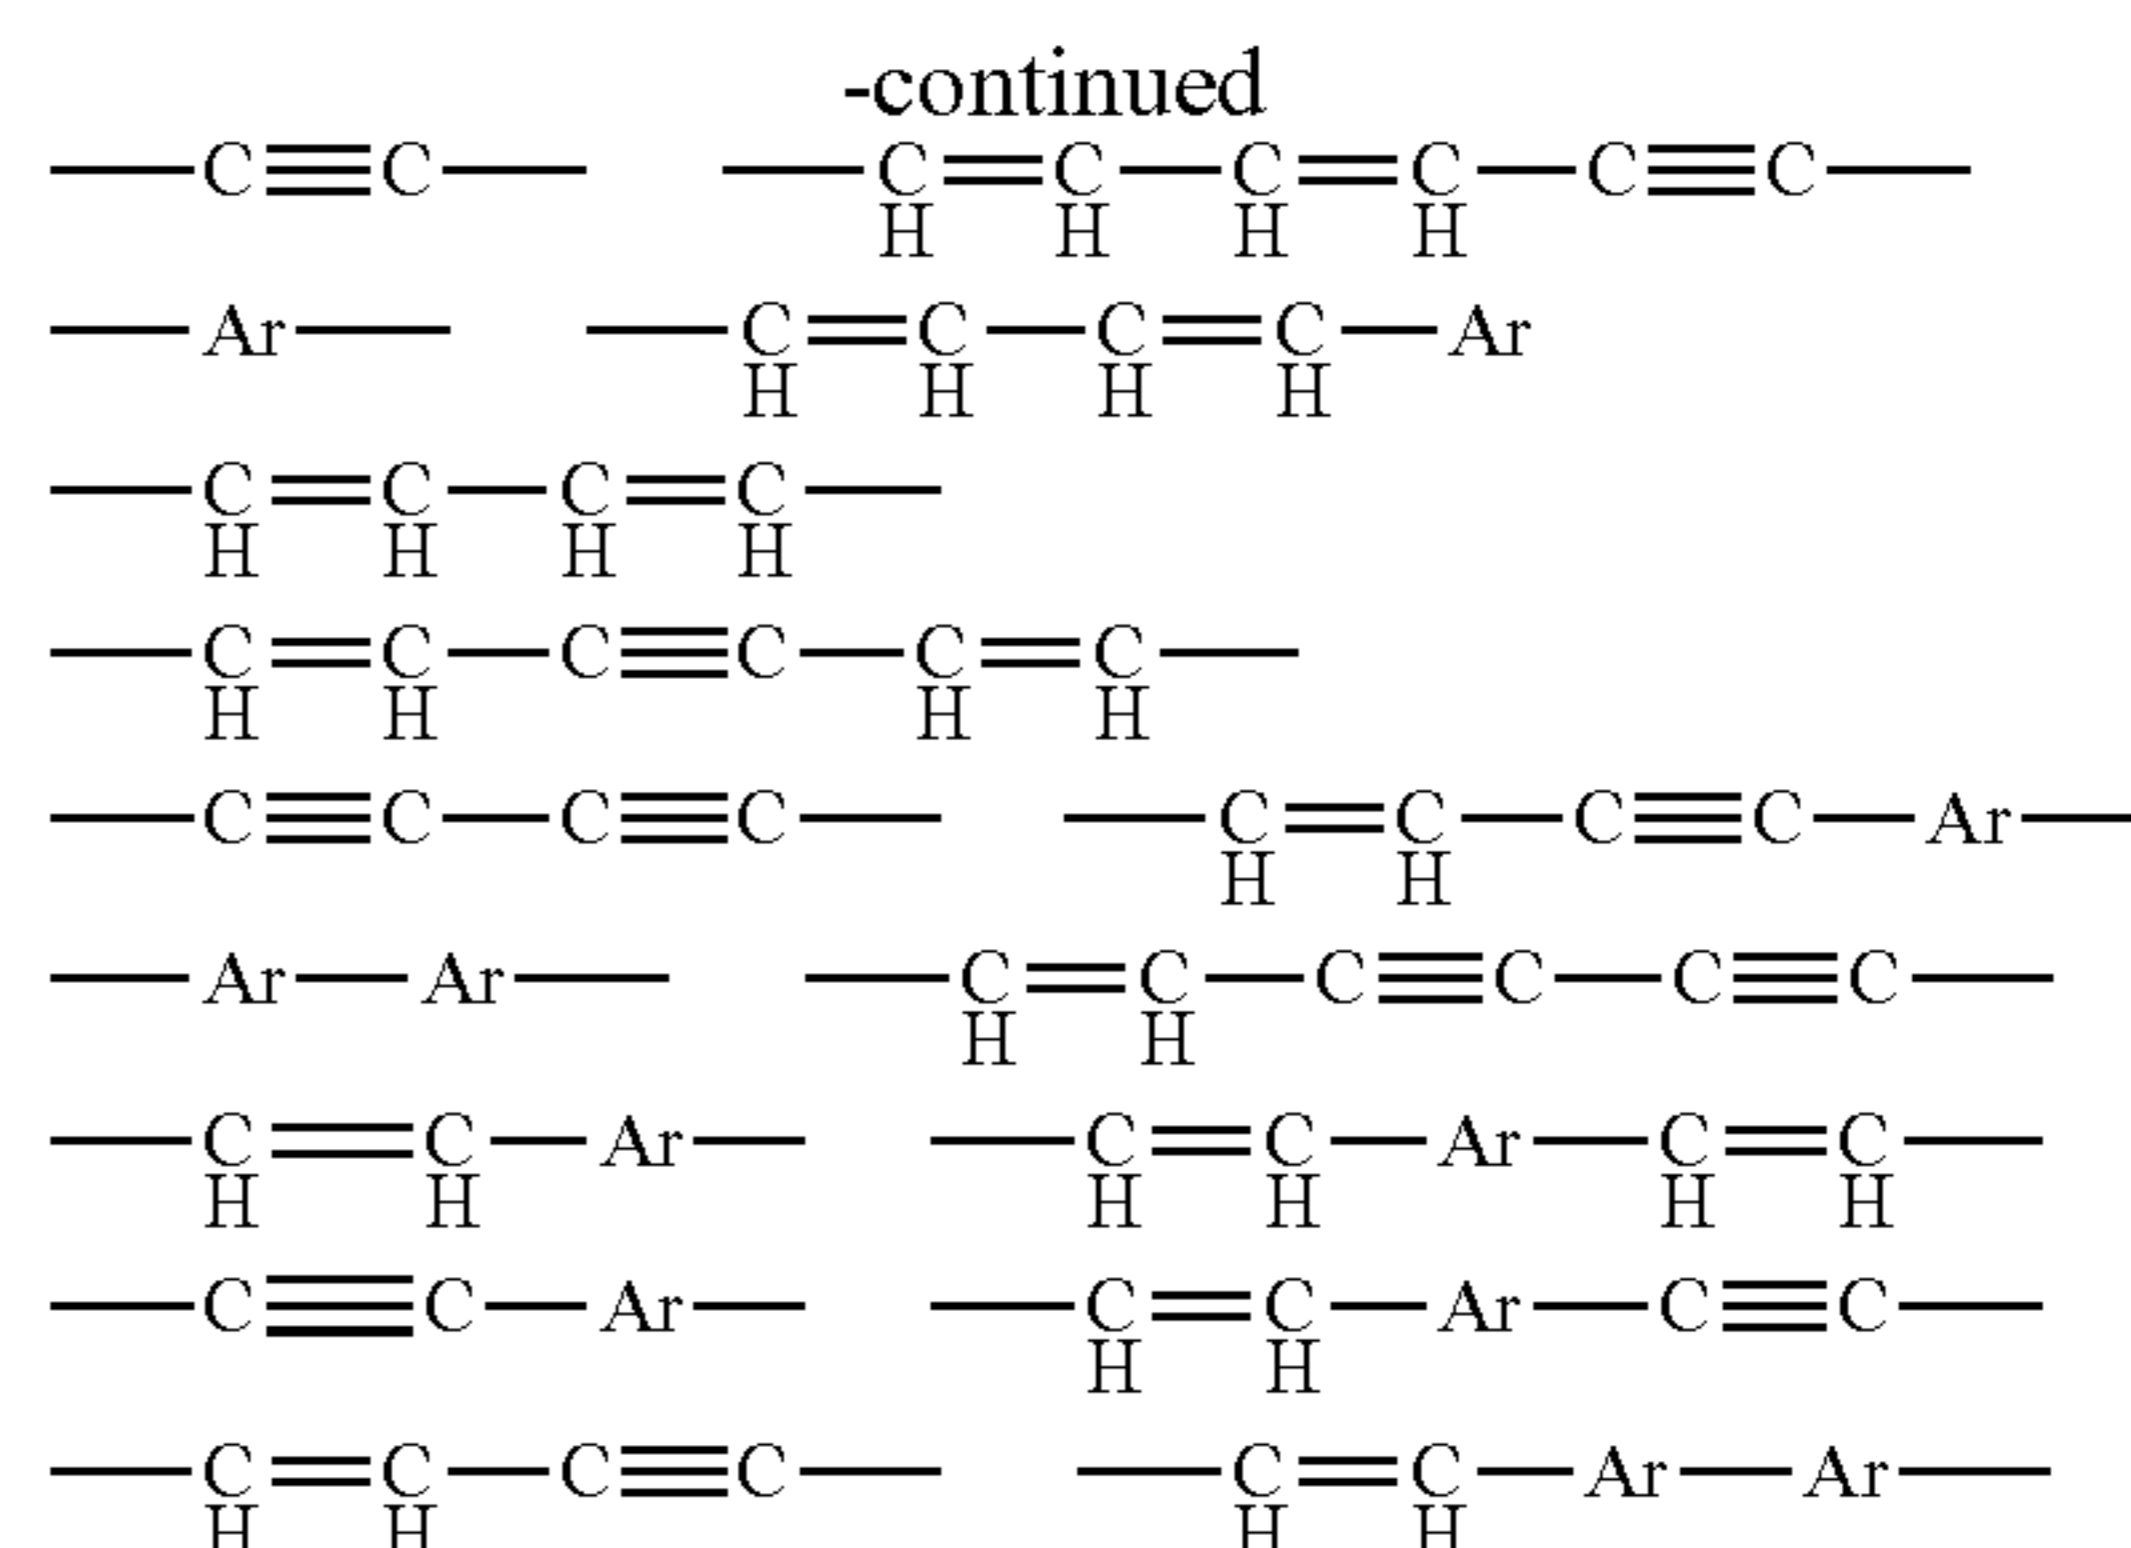 -continued
—C≡C— —CH=CH—CH=CH—C≡C—
—Ar— —CH=CH—CH=CH—Ar
—CH=CH—CH=CH—
—CH=CH—C≡C—CH=CH—
—C≡C—C≡C— —CH=CH—C≡C—Ar—
—Ar—Ar— —CH=CH—C≡C—C≡C—
—CH=CH—Ar— —CH=CH—Ar—CH=CH—
—C≡C—Ar— —CH=CH—Ar—C≡C—
—CH=CH—C≡C— —CH=CH—Ar—Ar—